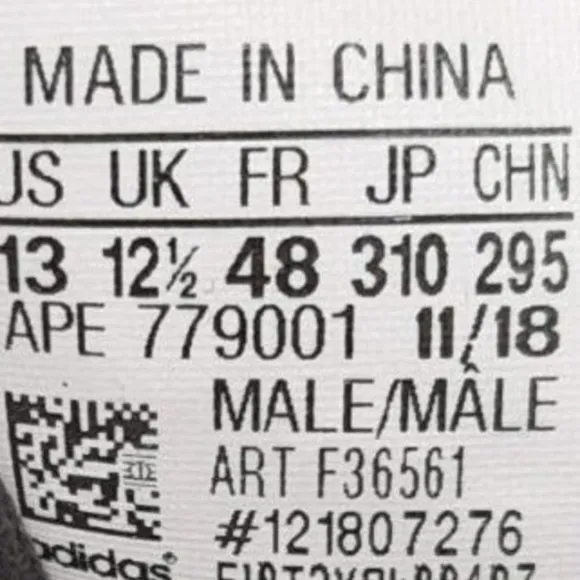 MADE IN CHINA
US UK FR JP CHN
13 12½ 48 310 295
APE 779001 11/18
MALE/MÂLE
ART F36561
#121807276
adidas®